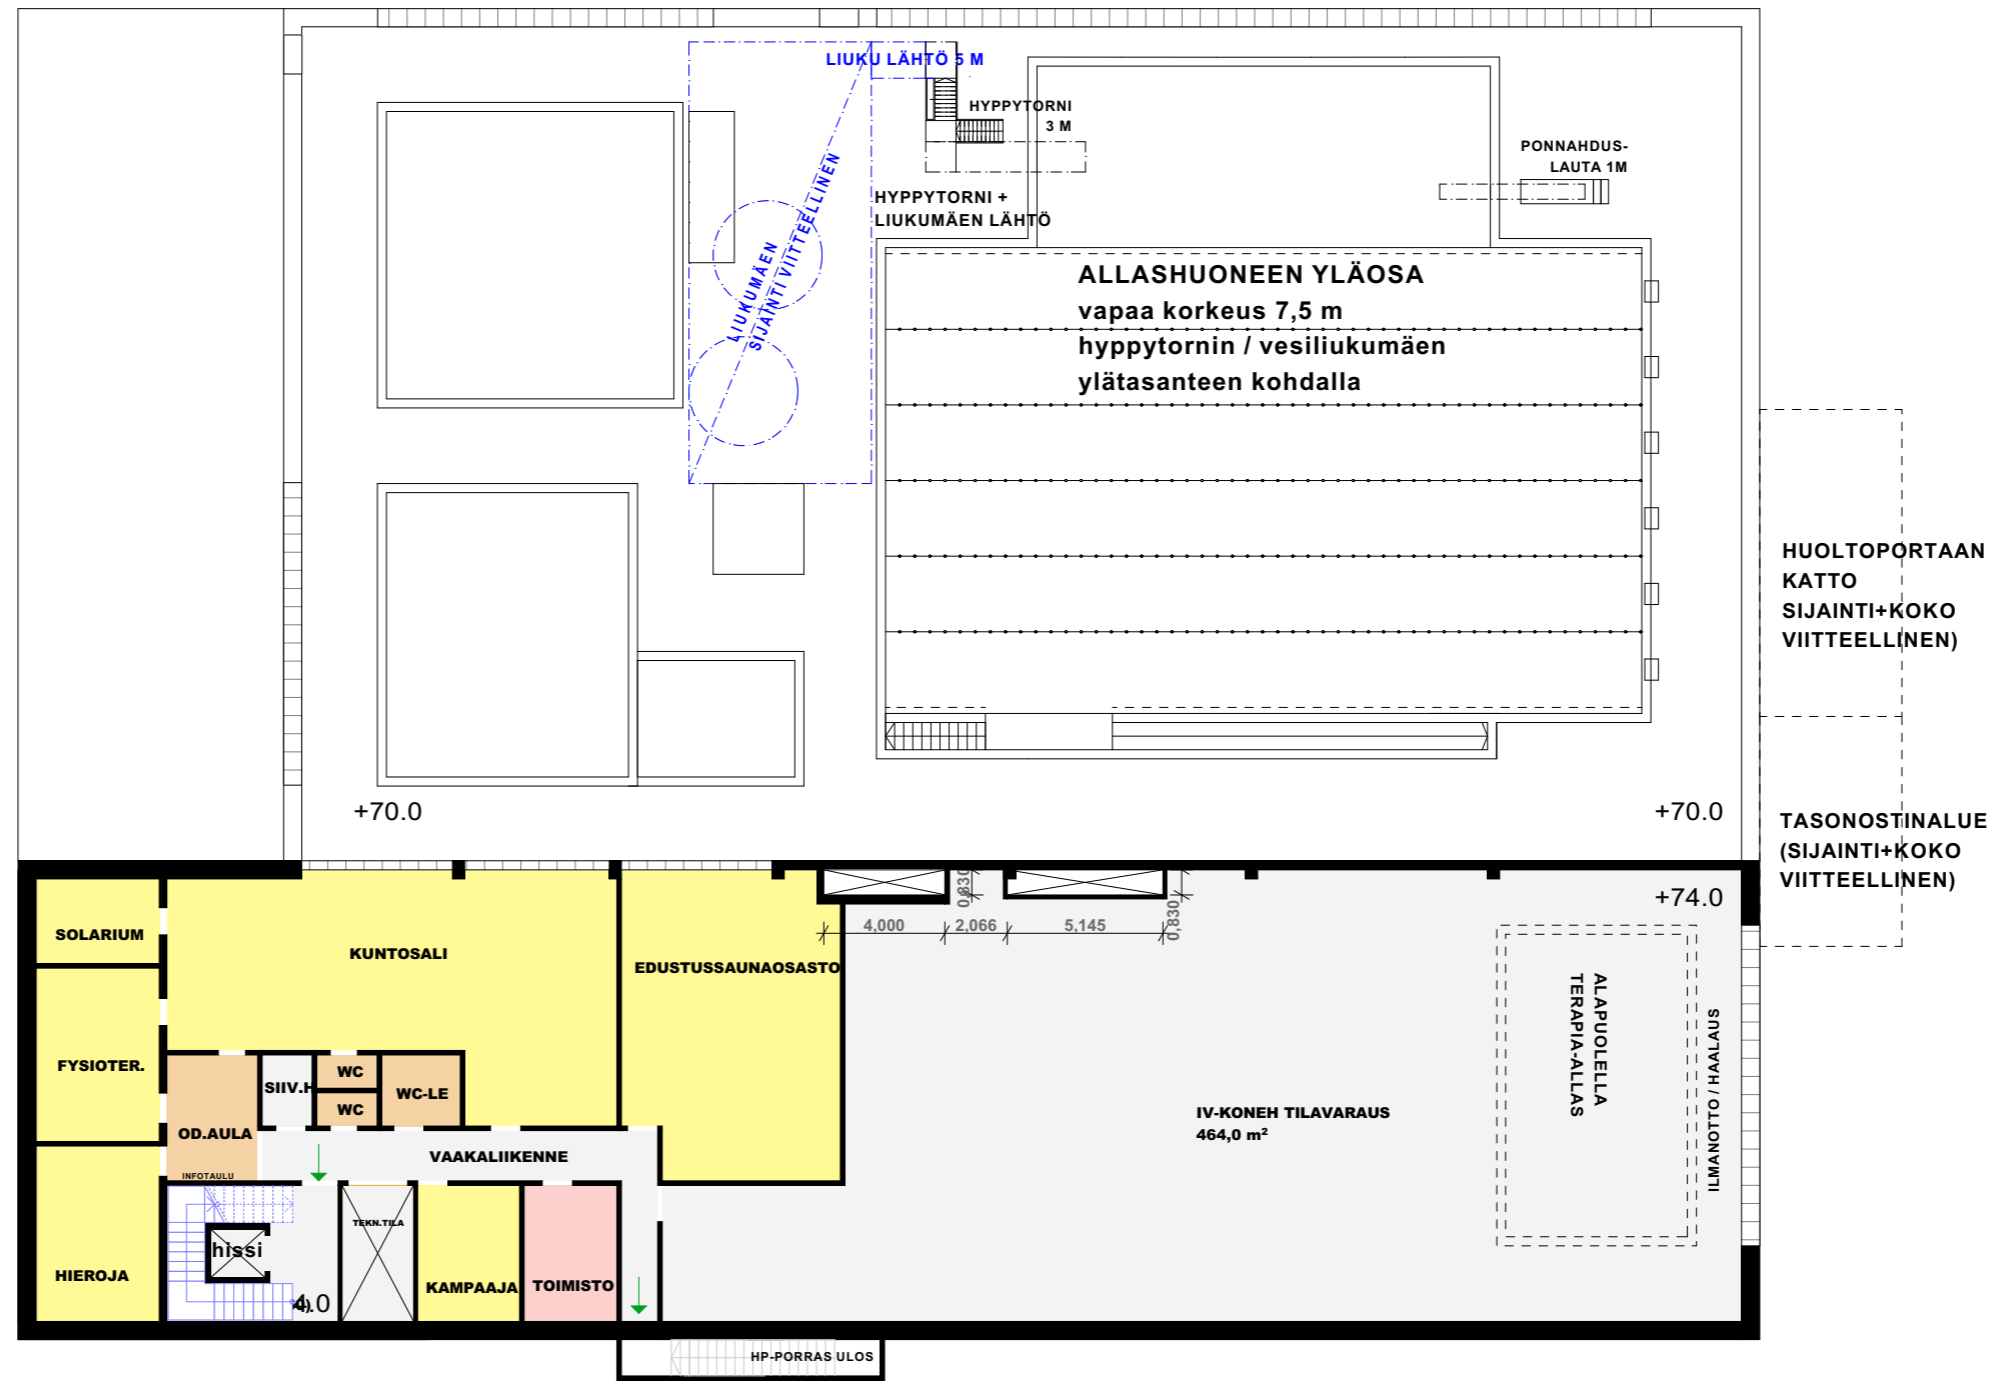 LIUKU LÄHTÖ 5 M
HYPPYTORNI
3 M
PONNAHDUS-
LAUTA 1M
HYPPYTORNI +
LIUKUMÄEN LÄHTÖ
LIUKUMÄEN
SIJAINTI VIITTEELLINEN
ALLASHUONEEN YLÄOSA
vapaa korkeus 7,5 m
hyppytornin / vesiliukumäen
ylätasanteen kohdalla
HUOLTOPORTAAN
KATTO
SIJAINTI+KOKO
VIITTEELLINEN)
+70.0
+70.0
TASONOSTINALUE
(SIJAINTI+KOKO
VIITTEELLINEN)
+74.0
0,830
4,000
2,066
5,145
0,830
SOLARIUM
KUNTOSALI
EDUSTUSSAUNAOSASTO
ALAPUOLELLA
TERAPIA-ALLAS
ILMANOTTO / HAALAUS
FYSIOTER.
SIIV.H
WC
WC
WC-LE
OD.AULA
INFOTAULU
VAAKALIIKENNE
IV-KONEH TILAVARAUS
464,0 m²
TEKN.TILA
hissi
HIEROJA
KAMPAAJA
TOIMISTO
4.0
HP-PORRAS ULOS